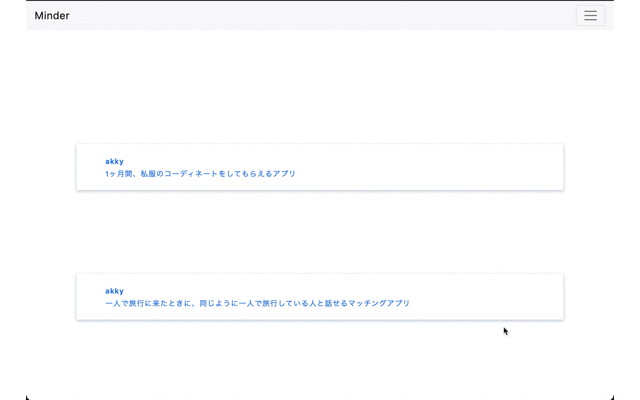 Minder
akky
1ヶ月間、私服のコーディネートをしてもらえるアプリ
akky
一人で旅行に来たときに、同じように一人で旅行している人と話せるマッチングアプリ